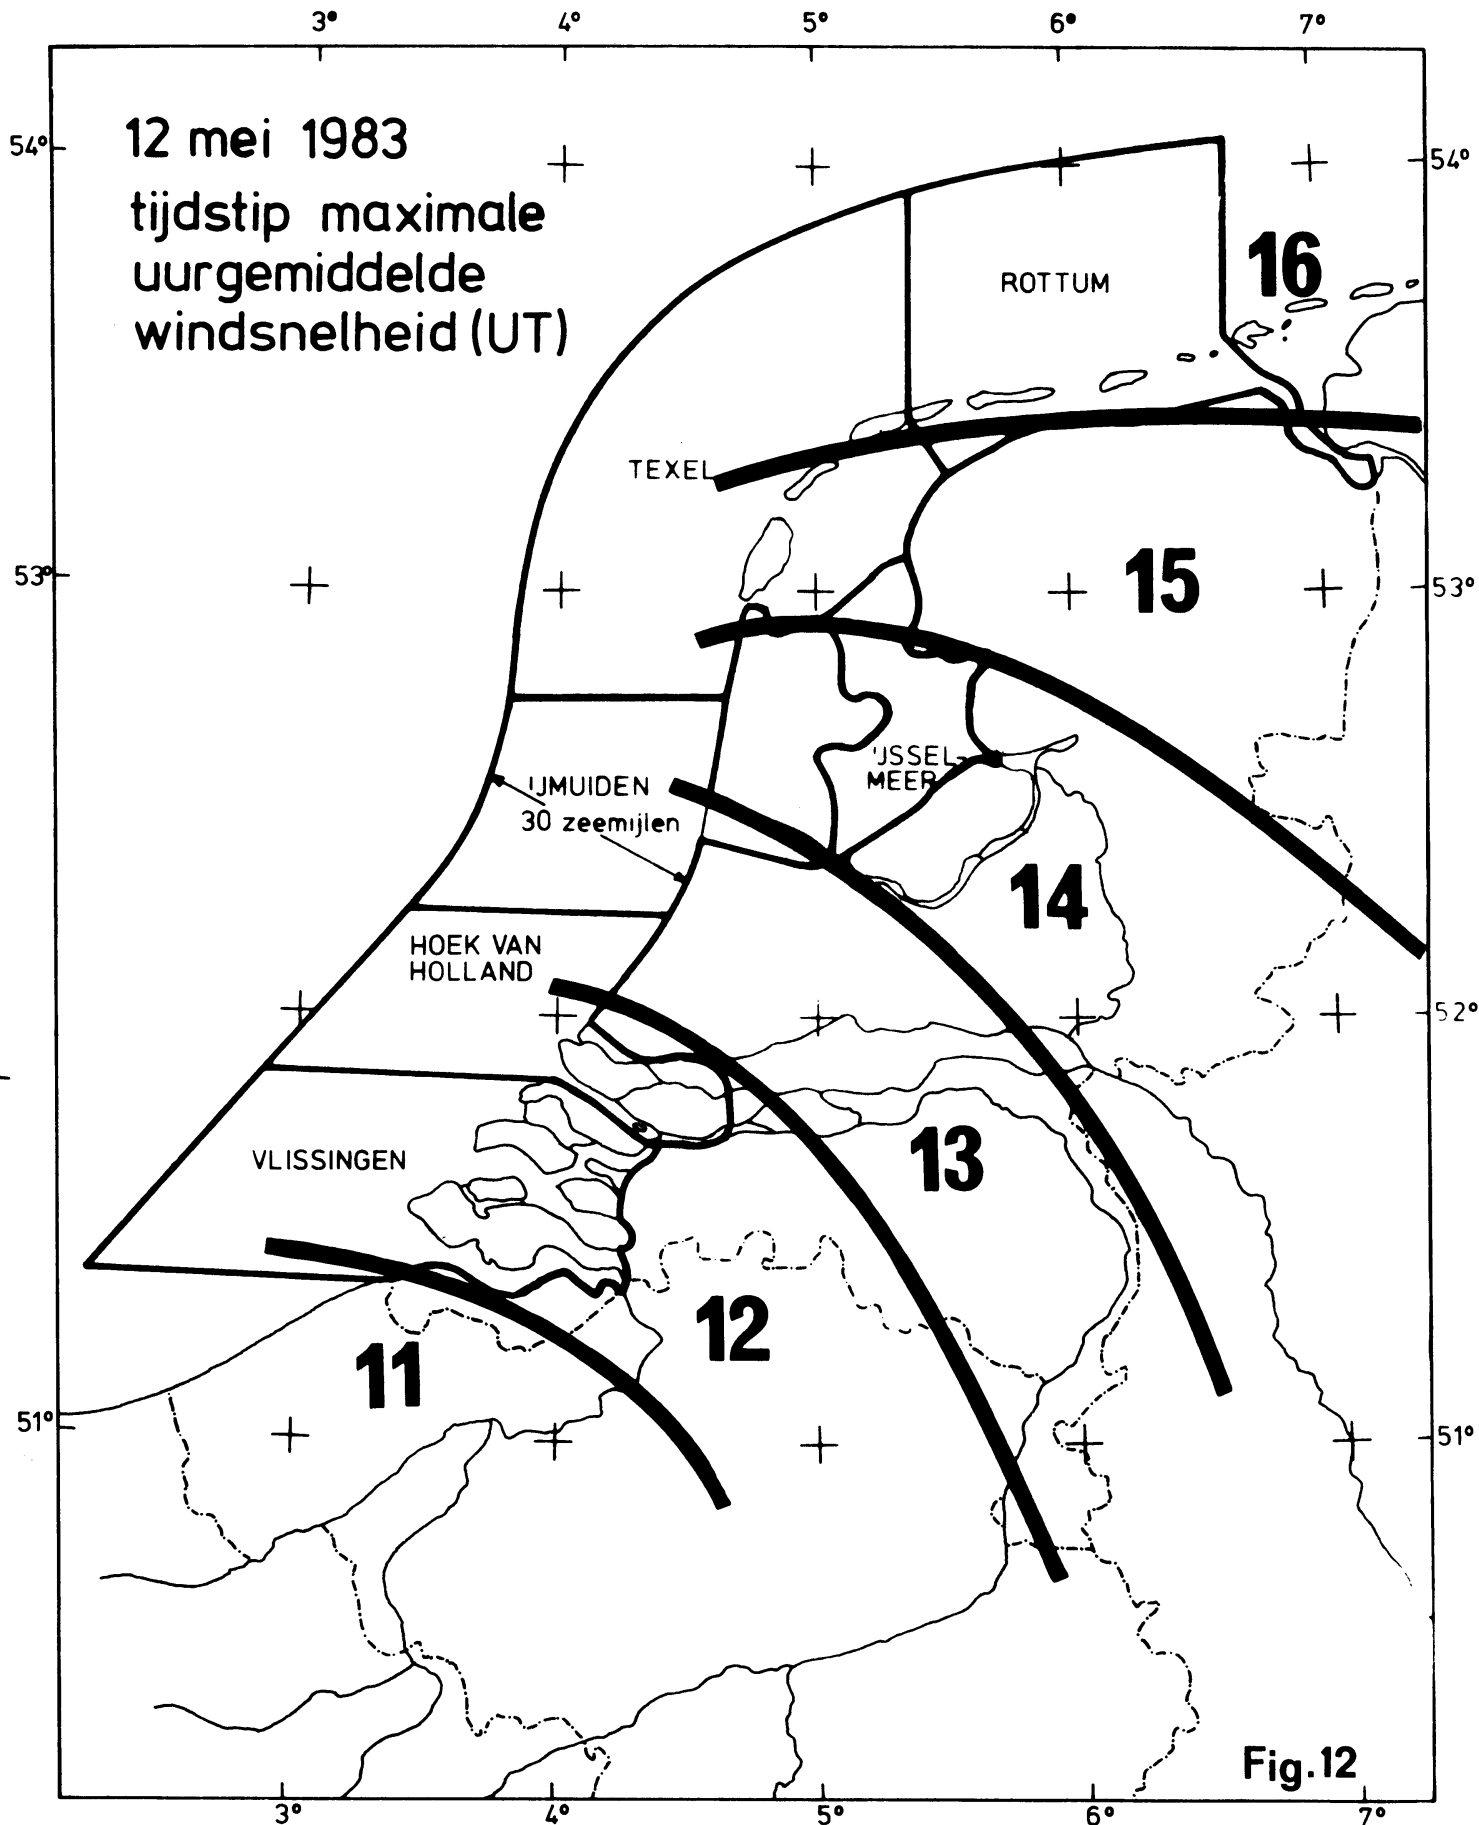 3° 4° 5° 6° 7°
12 mei 1983
54° 54°
tijdstip maximale
uurgemiddelde
windsnelheid (UT)
16
ROTTUM
TEXEL
15
53° 53°
IJSSEL-
MEER
IJMUIDEN
30 zeemijlen
14
HOEK VAN
HOLLAND
52°
13
VLISSINGEN
12
11
51° 51°
Fig.12
3° 4° 5° 6° 7°